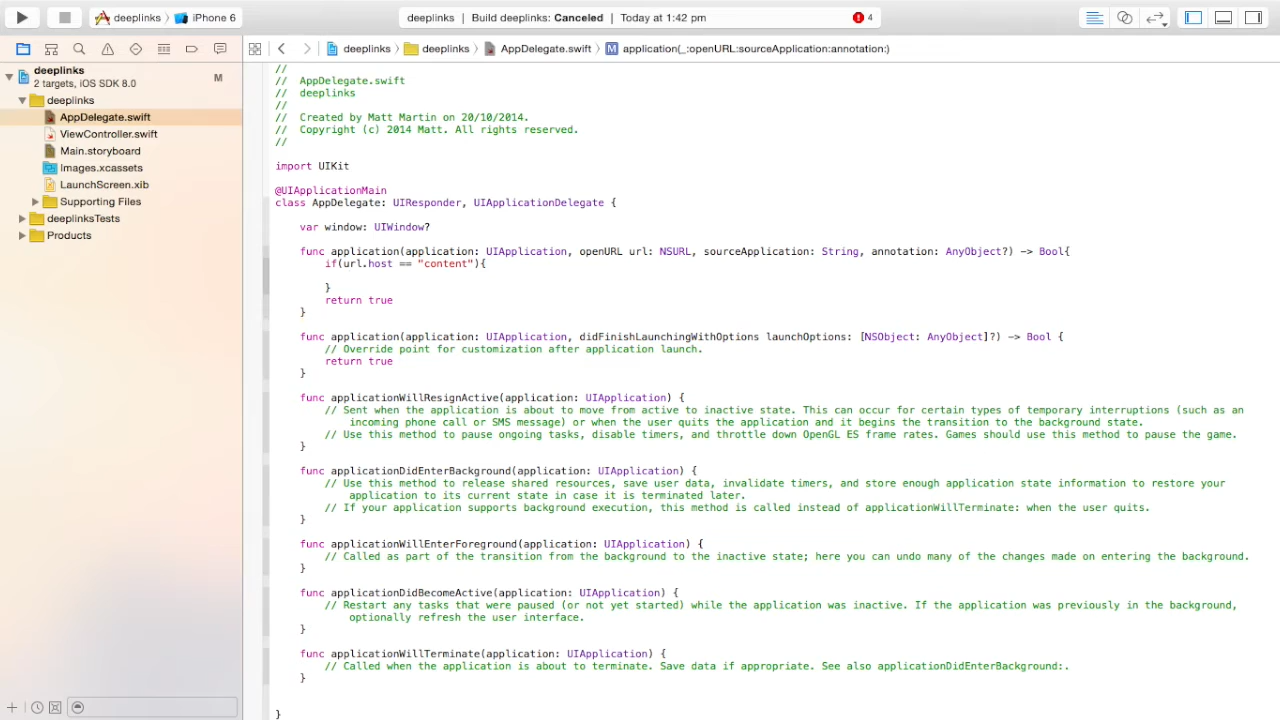 deeplinks > iPhone 6
deeplinks | Build deeplinks: Canceled | Today at 1:42 pm
4
deeplinks > deeplinks > AppDelegate.swift > M application(_:openURL:sourceApplication:annotation:)
deeplinks
2 targets, iOS SDK 8.0
M
deeplinks
AppDelegate.swift
ViewController.swift
Main.storyboard
Images.xcassets
LaunchScreen.xib
Supporting Files
deeplinksTests
Products
//
//  AppDelegate.swift
//  deeplinks
//
//  Created by Matt Martin on 20/10/2014.
//  Copyright (c) 2014 Matt. All rights reserved.
//
import UIKit
@UIApplicationMain
class AppDelegate: UIResponder, UIApplicationDelegate {
var window: UIWindow?
func application(application: UIApplication, openURL url: NSURL, sourceApplication: String, annotation: AnyObject?) -> Bool{
if(url.host == "content"){
}
return true
}
func application(application: UIApplication, didFinishLaunchingWithOptions launchOptions: [NSObject: AnyObject]?) -> Bool {
// Override point for customization after application launch.
return true
}
func applicationWillResignActive(application: UIApplication) {
// Sent when the application is about to move from active to inactive state. This can occur for certain types of temporary interruptions (such as an
incoming phone call or SMS message) or when the user quits the application and it begins the transition to the background state.
// Use this method to pause ongoing tasks, disable timers, and throttle down OpenGL ES frame rates. Games should use this method to pause the game.
}
func applicationDidEnterBackground(application: UIApplication) {
// Use this method to release shared resources, save user data, invalidate timers, and store enough application state information to restore your
application to its current state in case it is terminated later.
// If your application supports background execution, this method is called instead of applicationWillTerminate: when the user quits.
}
func applicationWillEnterForeground(application: UIApplication) {
// Called as part of the transition from the background to the inactive state; here you can undo many of the changes made on entering the background.
}
func applicationDidBecomeActive(application: UIApplication) {
// Restart any tasks that were paused (or not yet started) while the application was inactive. If the application was previously in the background,
optionally refresh the user interface.
}
func applicationWillTerminate(application: UIApplication) {
// Called when the application is about to terminate. Save data if appropriate. See also applicationDidEnterBackground:.
}
}